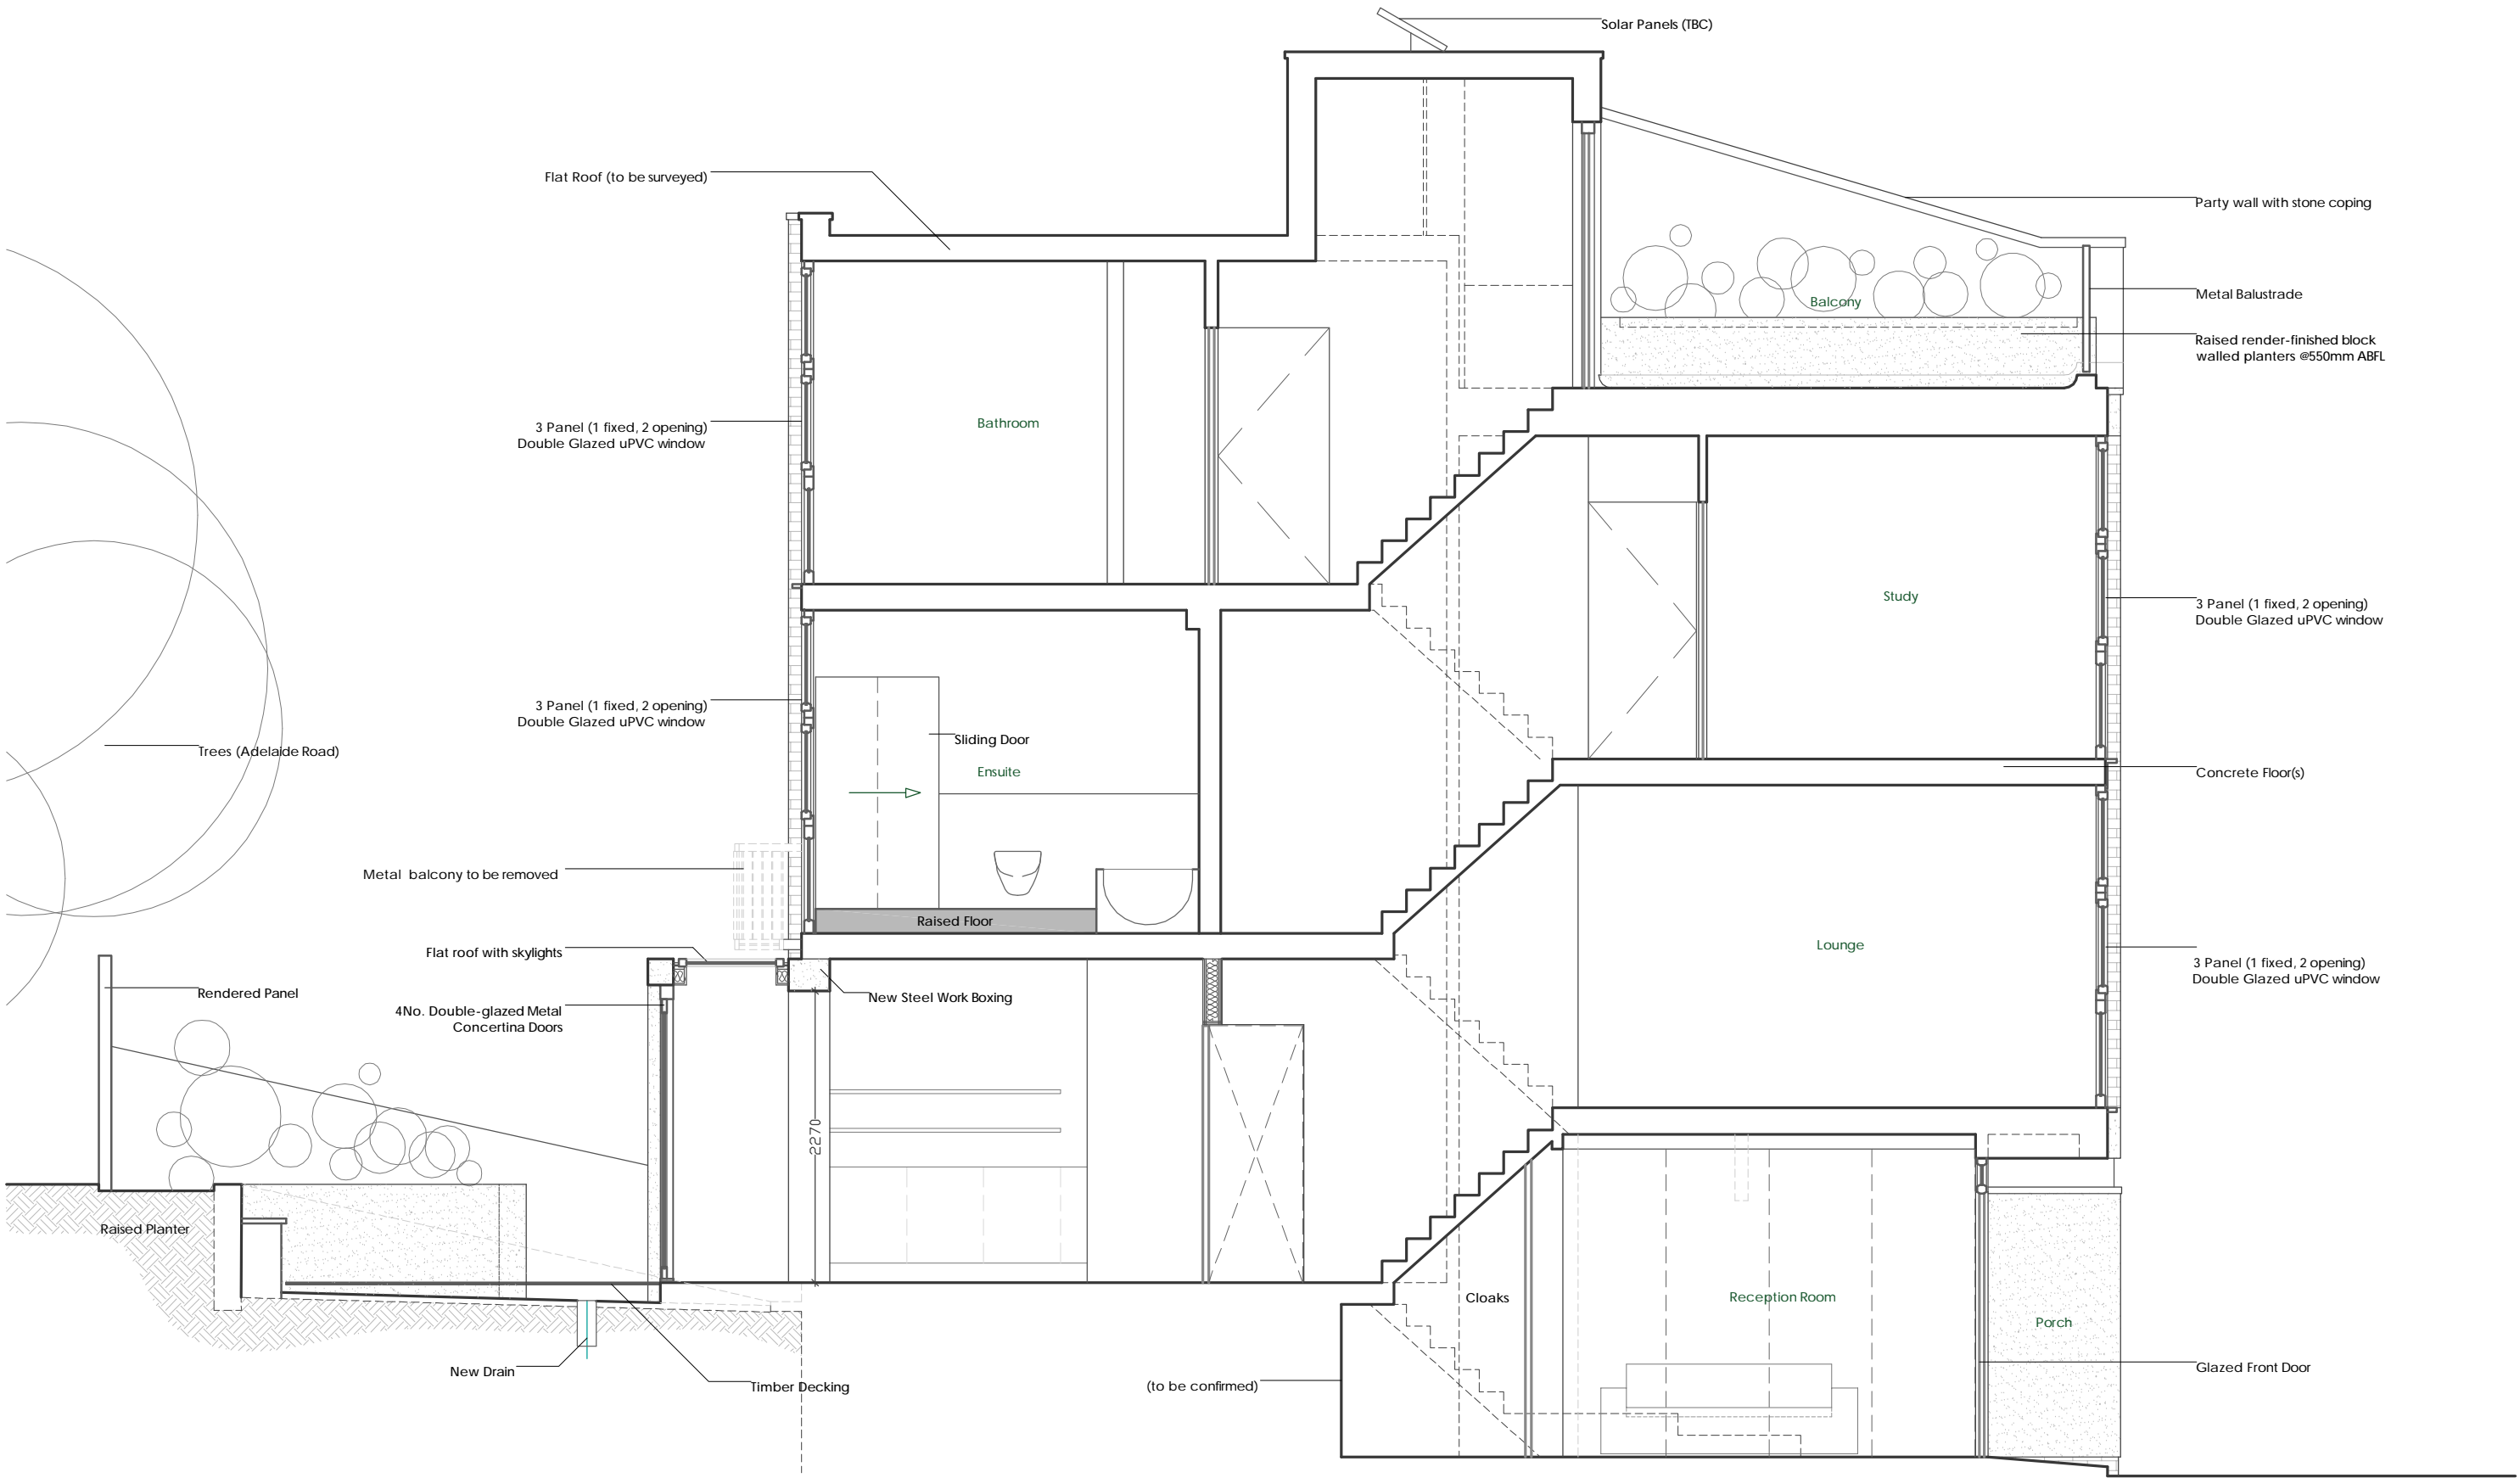 Solar Panels (TBC)
Flat Roof (to be surveyed)
Party wall with stone coping
Metal Balustrade
Balcony
Raised render-finished block
walled planters @550mm ABFL
3 Panel (1 fixed, 2 opening)
Double Glazed uPVC window
Bathroom
Study
3 Panel (1 fixed, 2 opening)
Double Glazed uPVC window
3 Panel (1 fixed, 2 opening)
Double Glazed uPVC window
Trees (Adelaide Road)
Sliding Door
Ensuite
Concrete Floor(s)
Metal balcony to be removed
Raised Floor
Flat roof with skylights
Lounge
3 Panel (1 fixed, 2 opening)
Double Glazed uPVC window
Rendered Panel
New Steel Work Boxing
4No. Double-glazed Metal
Concertina Doors
2270
Raised Planter
Cloaks
Reception Room
Porch
New Drain
Timber Decking
(to be confirmed)
Glazed Front Door